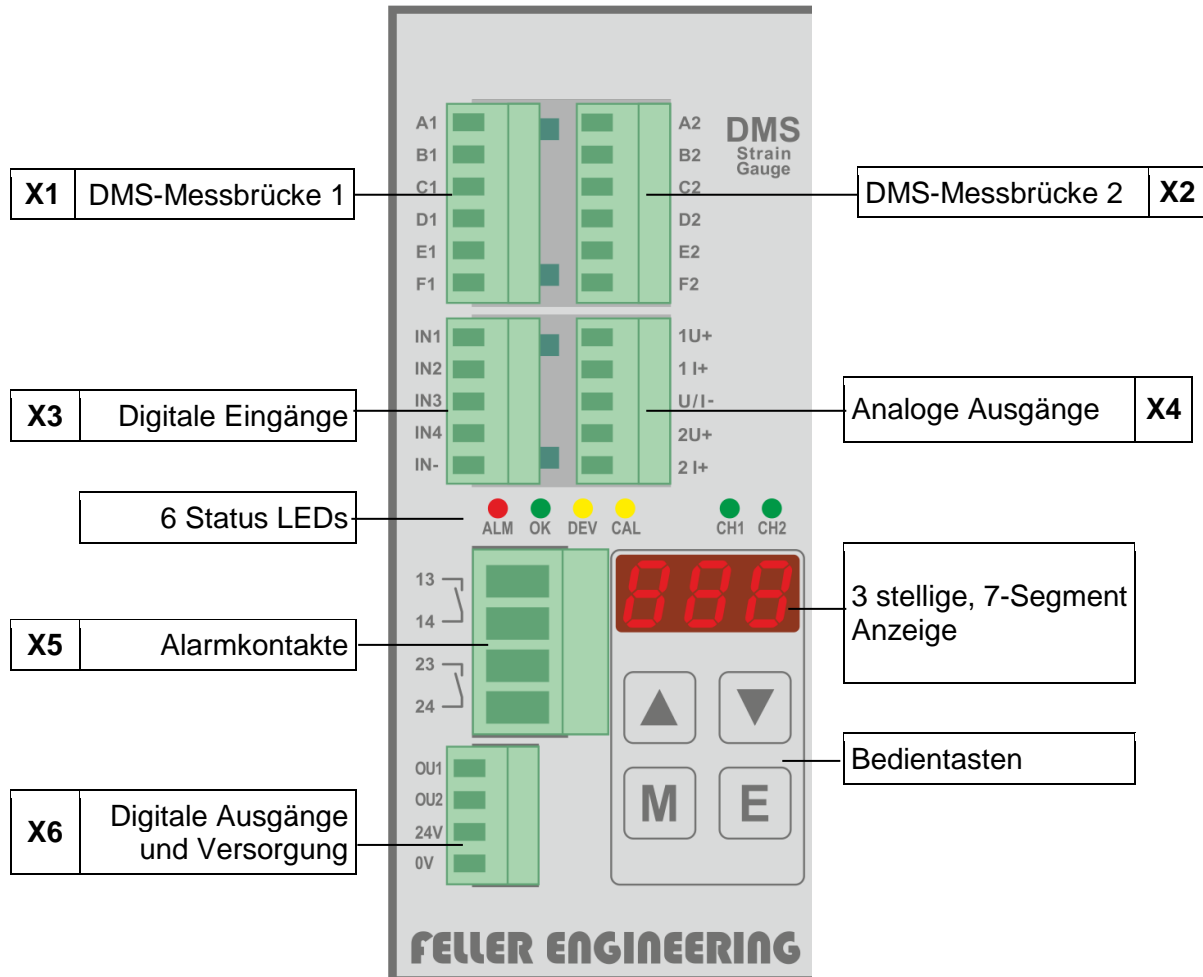 A1
B1
C1
D1
E1
F1
A2
B2
C2
D2
E2
F2
DMS
Strain
Gauge
X1 DMS-Messbrücke 1
DMS-Messbrücke 2 X2
IN1
IN2
IN3
IN4
IN-
1U+
1 I+
U/I-
2U+
2 I+
X3 Digitale Eingänge
Analoge Ausgänge X4
6 Status LEDs
ALM OK DEV CAL CH1 CH2
13
14
23
24
888
3 stellige, 7-Segment
Anzeige
X5 Alarmkontakte
M E
Bedientasten
OU1
OU2
24V
0V
X6 Digitale Ausgänge
und Versorgung
FELLER ENGINEERING